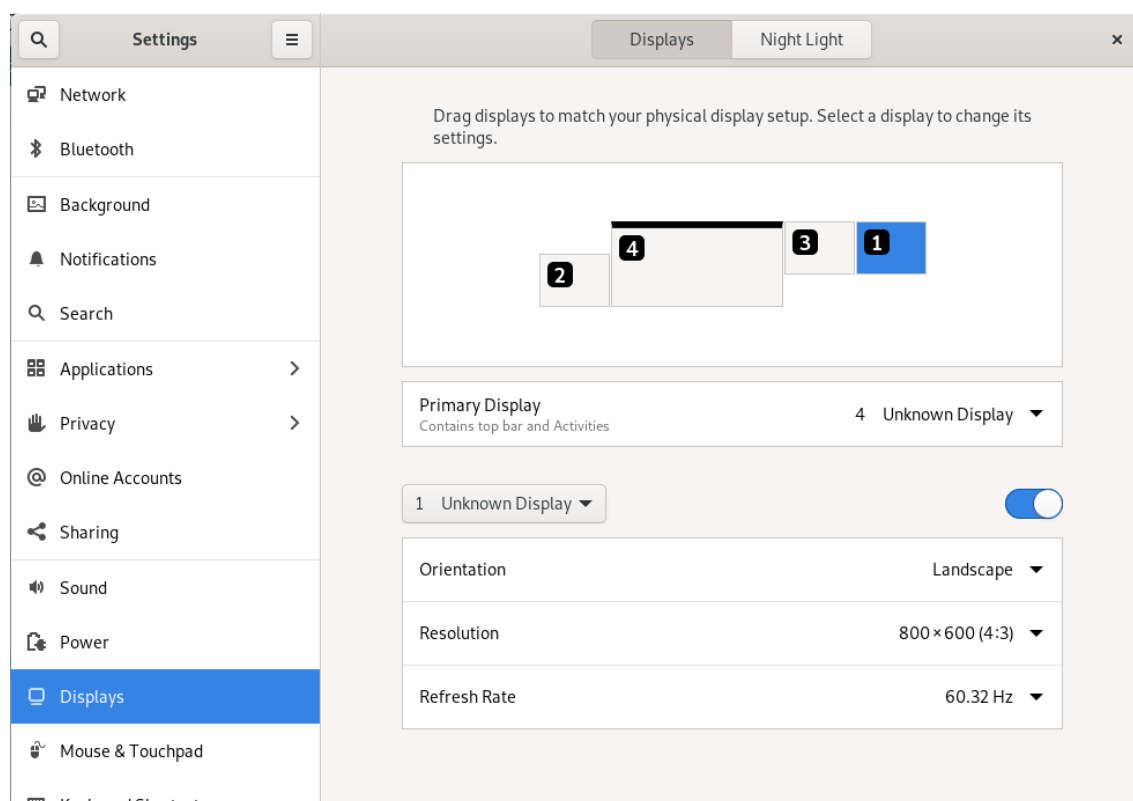 Settings
Displays
Night Light
Network
Bluetooth
Background
Notifications
Search
Applications
Privacy
Online Accounts
Sharing
Sound
Power
Displays
Mouse & Touchpad
Drag displays to match your physical display setup. Select a display to change its
settings.
2
4
3
1
Primary Display
Contains top bar and Activities
4 Unknown Display
1 Unknown Display
Orientation
Landscape
Resolution
800 × 600 (4:3)
Refresh Rate
60.32 Hz